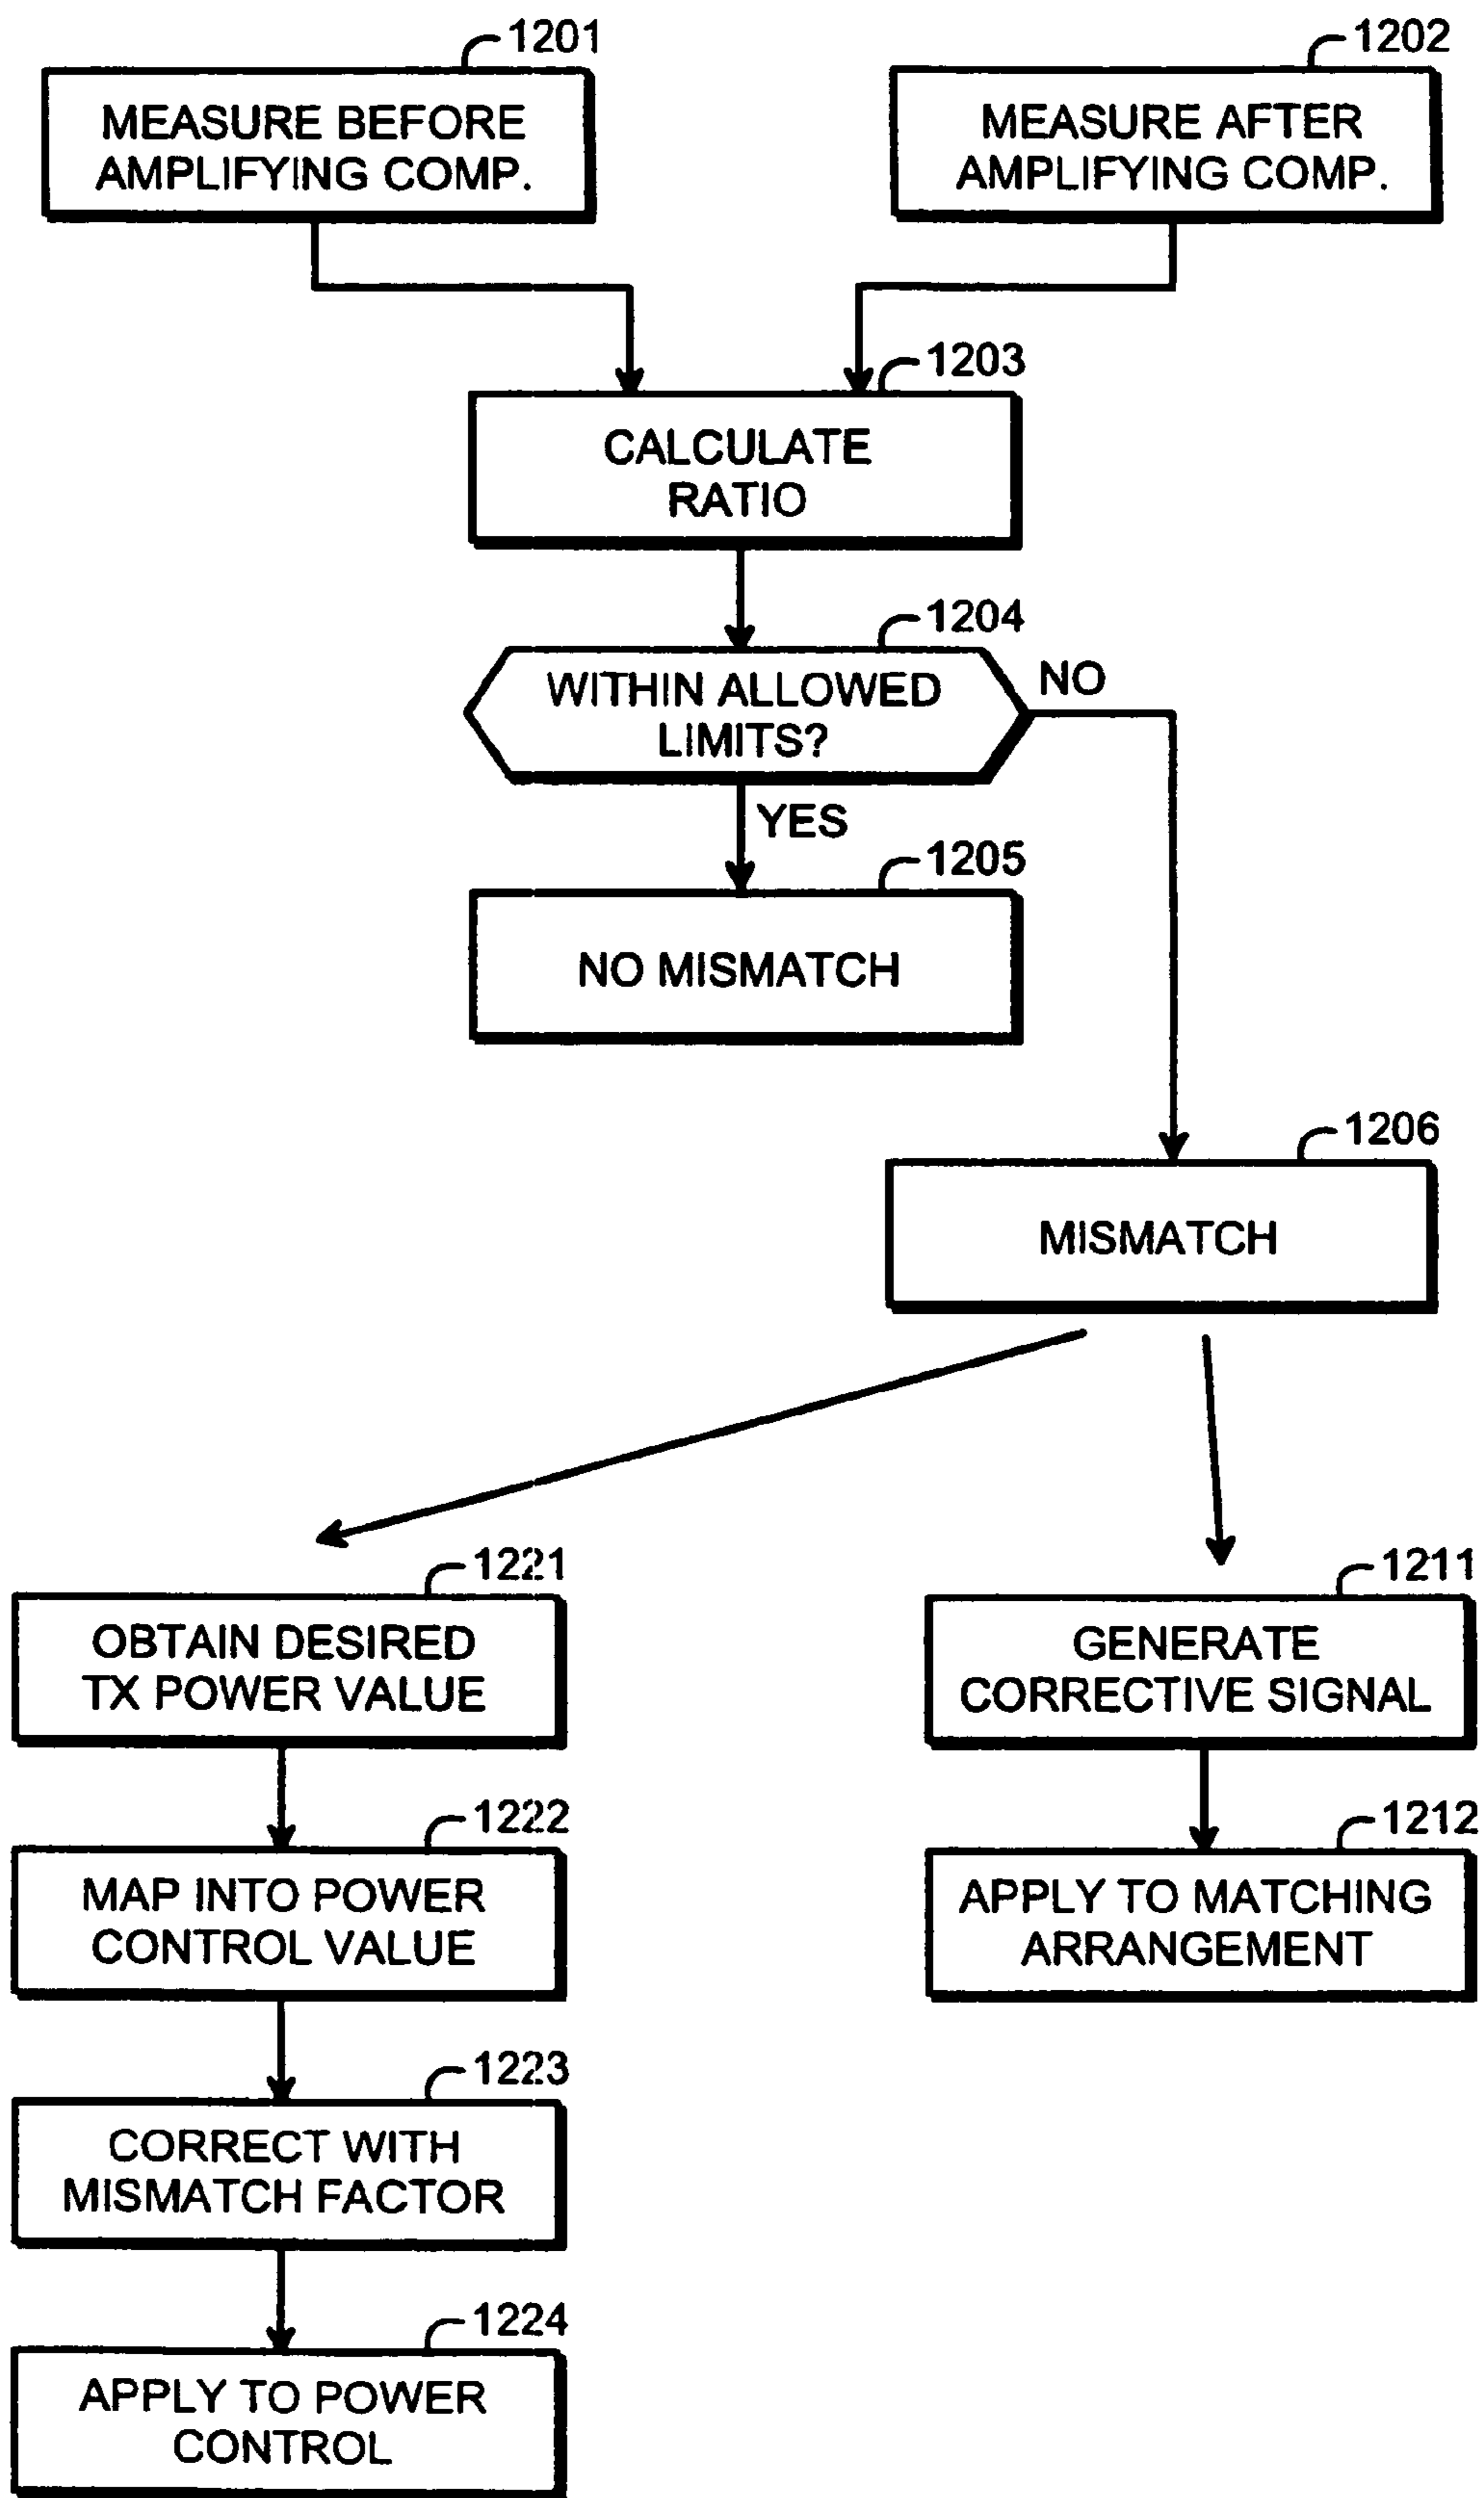 1201
MEASURE BEFORE
AMPLIFYING COMP.
1202
MEASURE AFTER
AMPLIFYING COMP.
1203
CALCULATE
RATIO
1204
WITHIN ALLOWED
LIMITS?
NO
YES
1205
NO MISMATCH
1206
MISMATCH
1221
OBTAIN DESIRED
TX POWER VALUE
1211
GENERATE
CORRECTIVE SIGNAL
1222
MAP INTO POWER
CONTROL VALUE
1212
APPLY TO MATCHING
ARRANGEMENT
1223
CORRECT WITH
MISMATCH FACTOR
1224
APPLY TO POWER
CONTROL